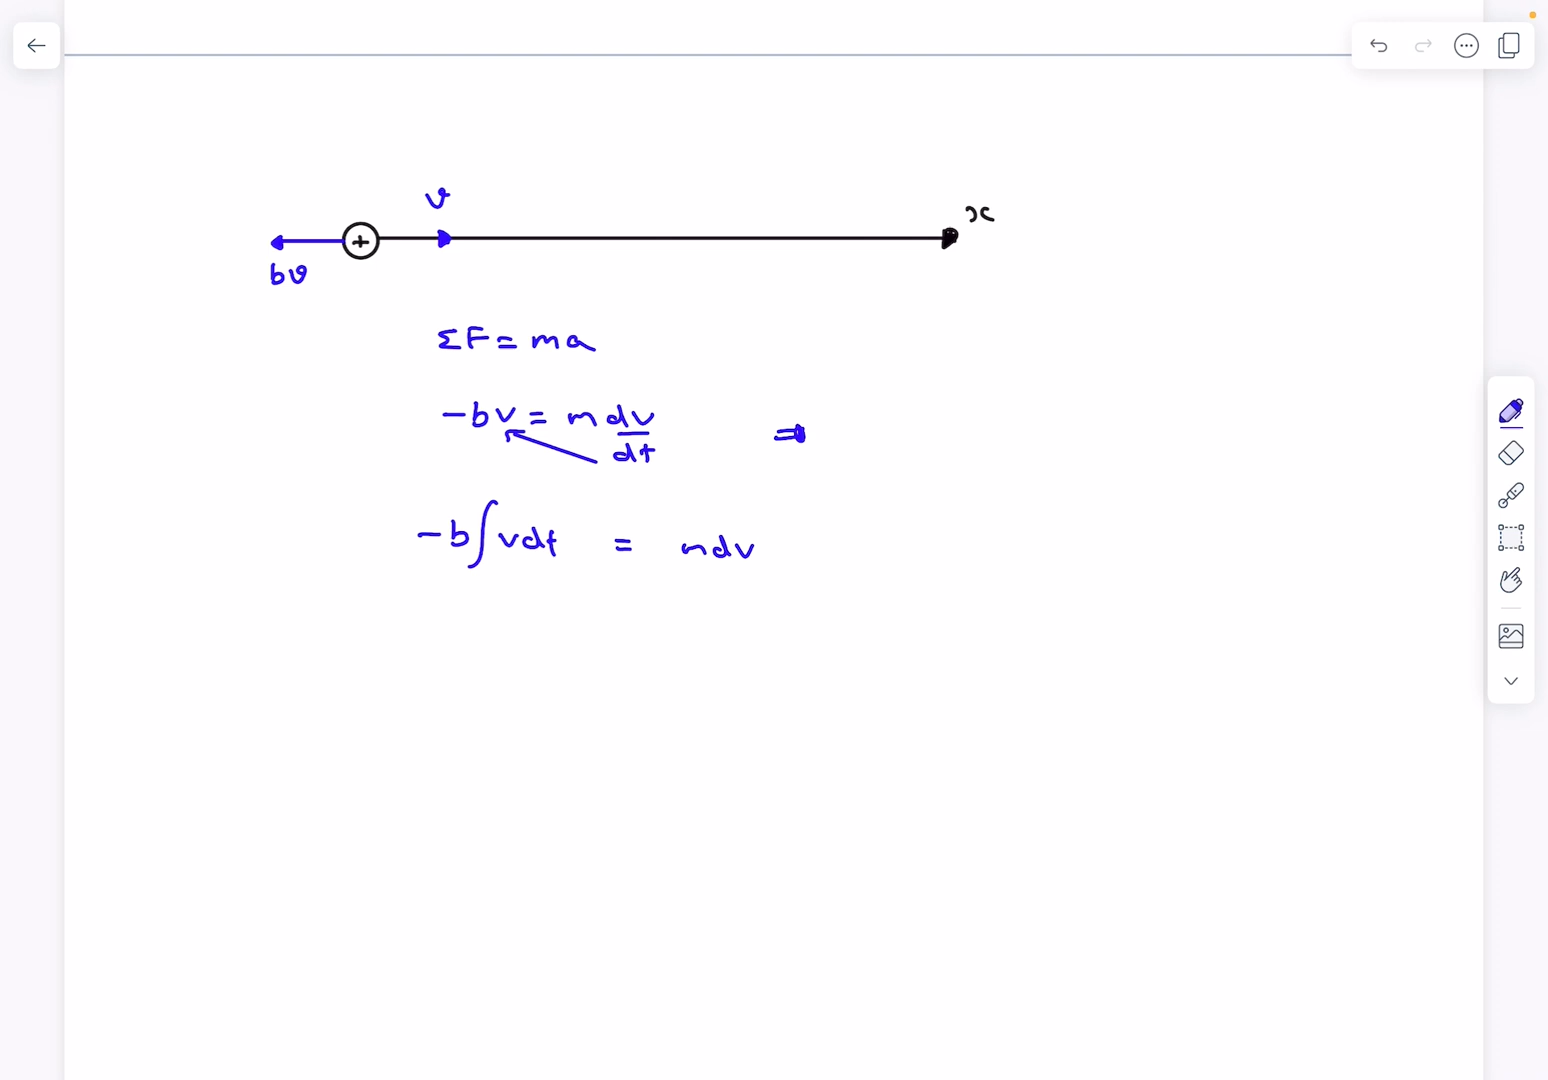 v
x
+
bv
ΣF = ma
-bv = m dv/dt ⇒
-b∫vdt = mdv